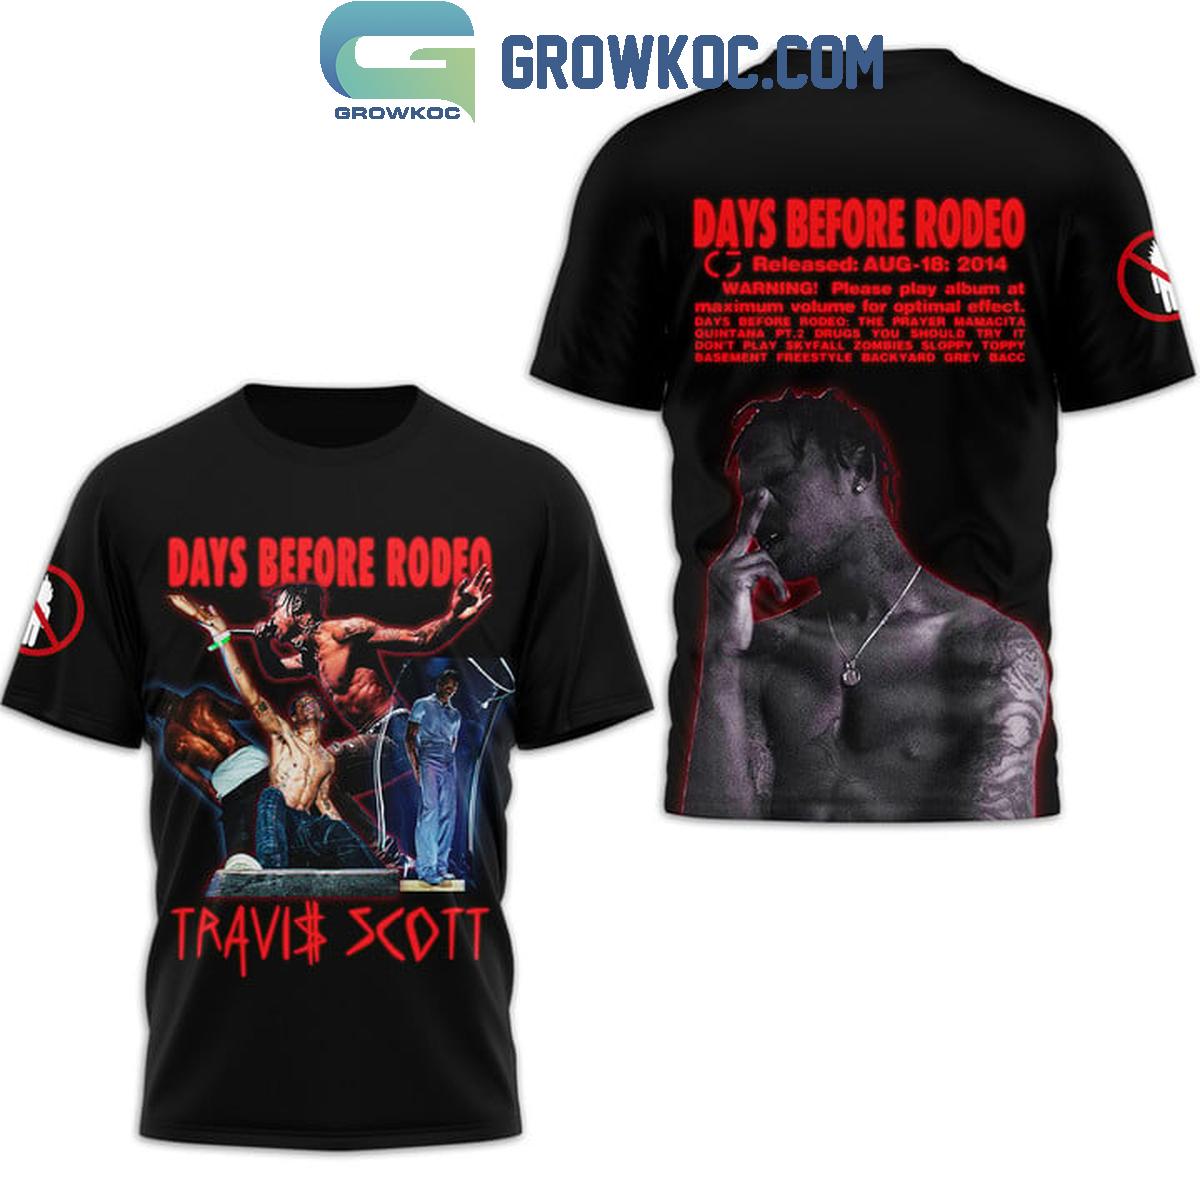 GROWKOC
GROWKOC.COM
DAYS BEFORE RODEO
Released: AUG-18: 2014
WARNING! Please play album at
maximum volume for optimal effect.
DAYS BEFORE RODEO: THE PRAYER MAMACITA
QUINTANA PT.2 DRUGS YOU SHOULD TRY IT
DON'T PLAY SKYFALL ZOMBIES SLOPPY TOPPY
BASEMENT FREESTYLE BACKYARD GREY BACC
DAYS BEFORE RODEO
TRAVI$ SCOTT